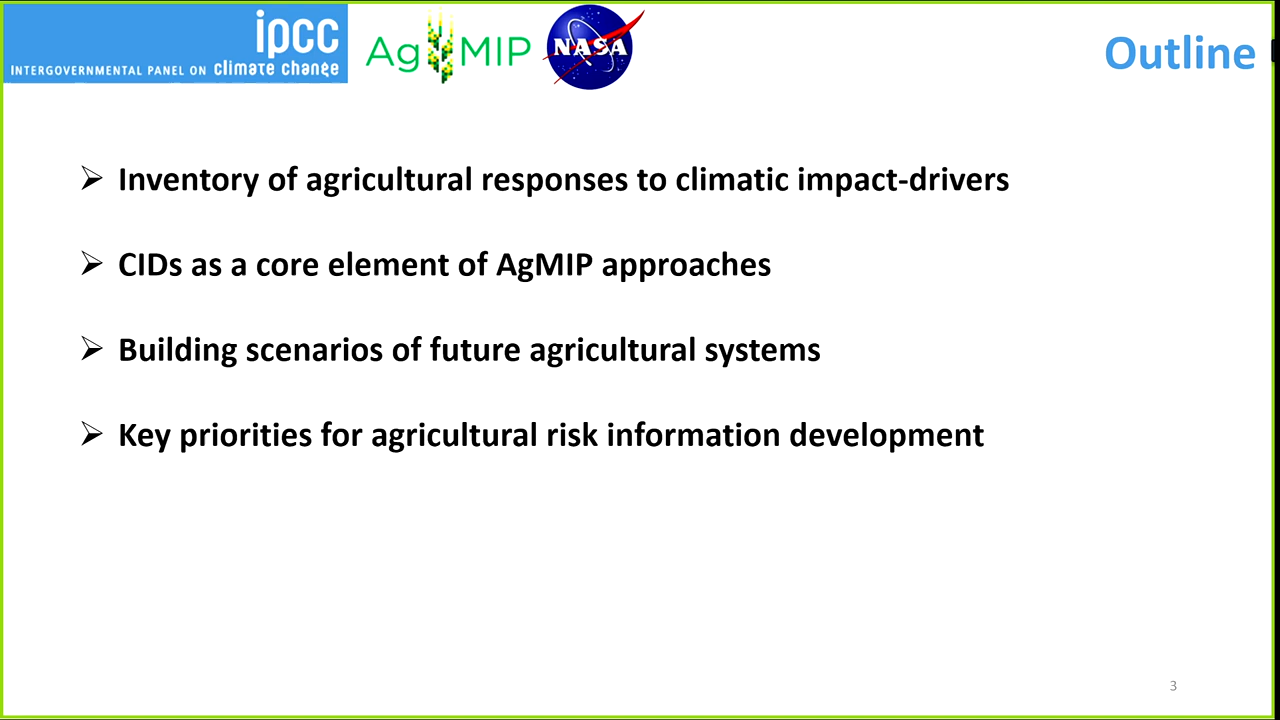 ipcc
INTERGOVERNMENTAL PANEL ON climate change
AgMIP
NASA
Outline
Inventory of agricultural responses to climatic impact-drivers
CIDs as a core element of AgMIP approaches
Building scenarios of future agricultural systems
Key priorities for agricultural risk information development
3